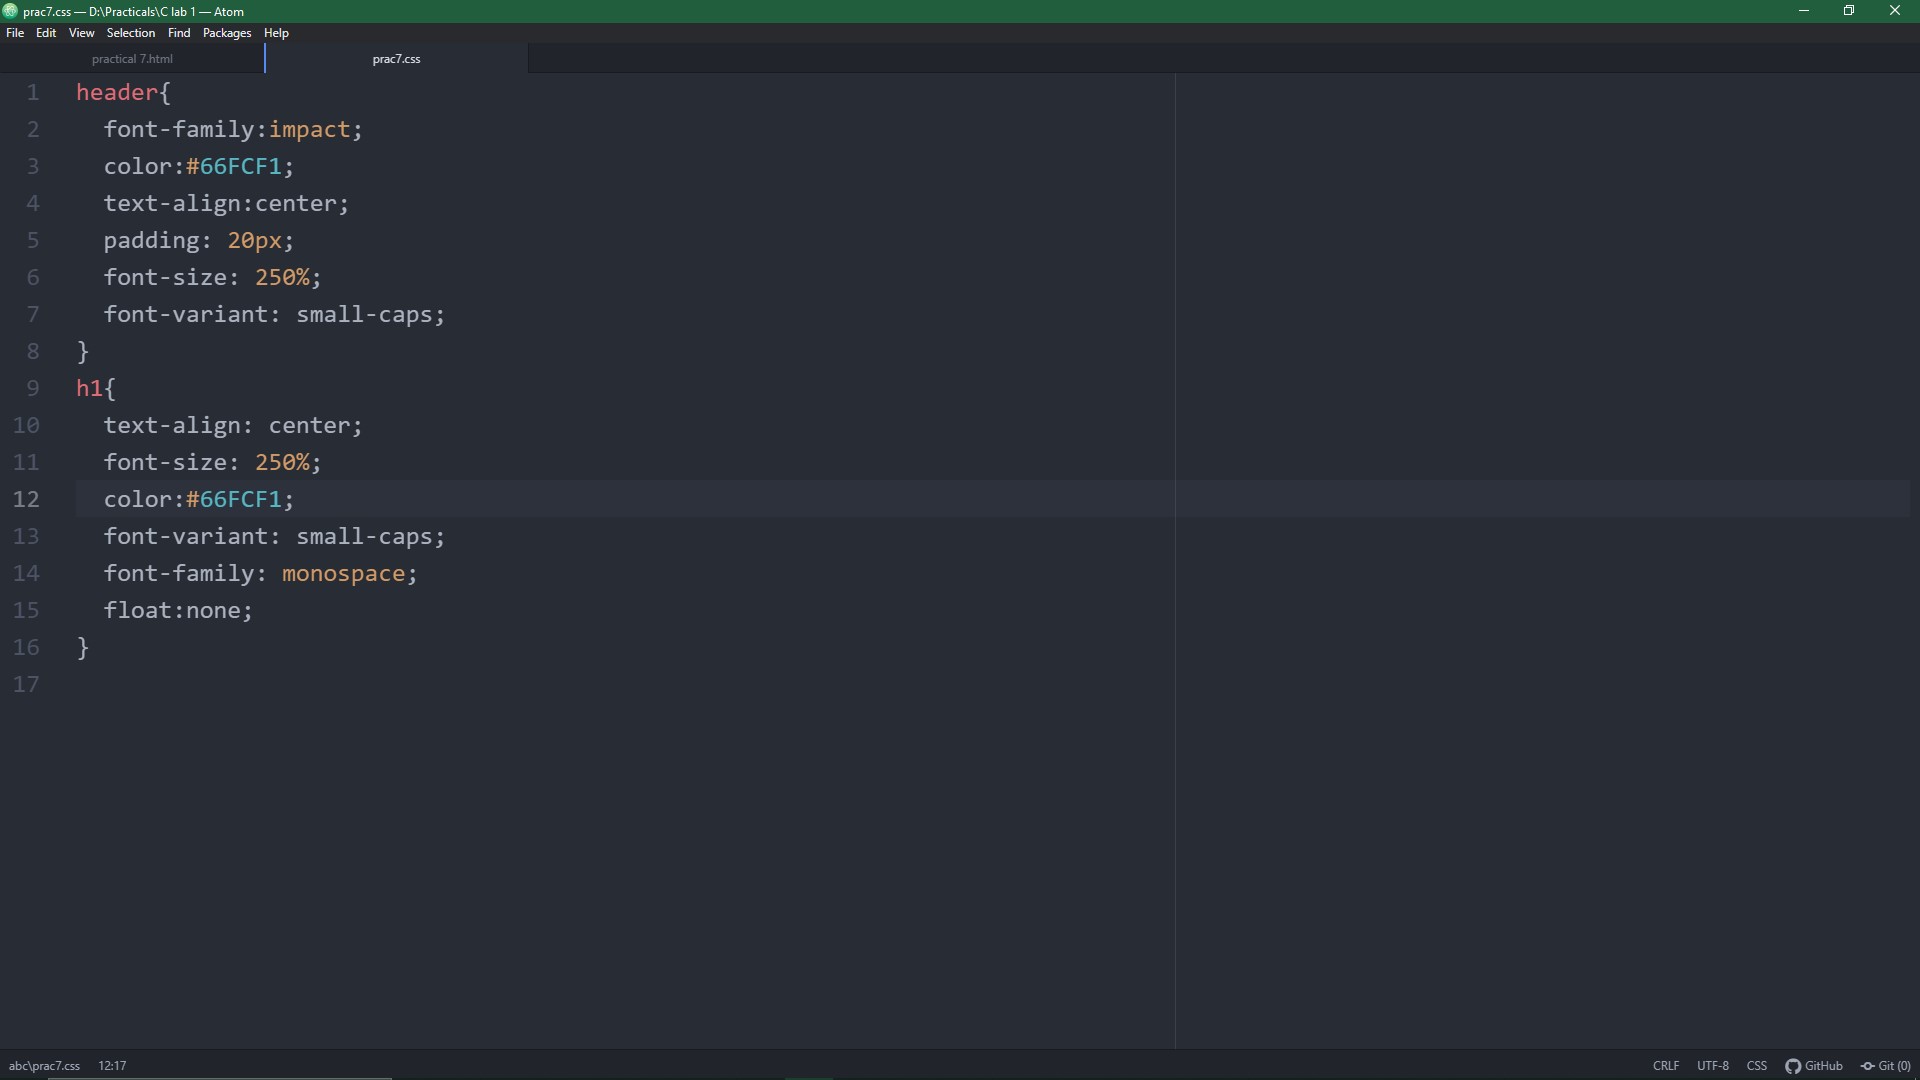 prac7.css — D:\Practicals\C lab 1 — Atom
File Edit View Selection Find Packages Help
practical 7.html prac7.css
1 header{
2 font-family:impact;
3 color:#66FCF1;
4 text-align:center;
5 padding: 20px;
6 font-size: 250%;
7 font-variant: small-caps;
8 }
9 h1{
10 text-align: center;
11 font-size: 250%;
12 color:#66FCF1;
13 font-variant: small-caps;
14 font-family: monospace;
15 float:none;
16 }
17
abc\prac7.css 12:17 CRLF UTF-8 CSS GitHub Git (0)